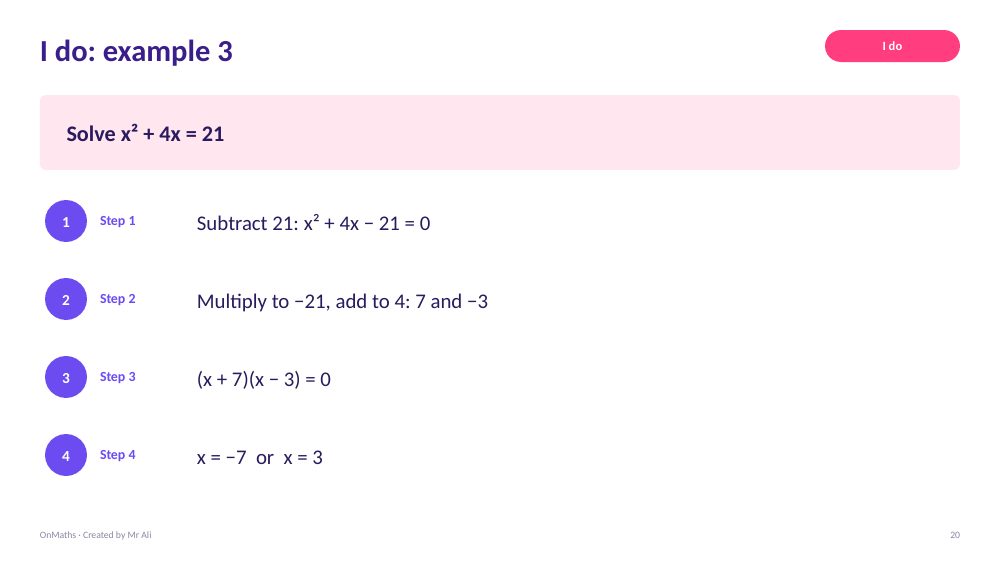 I do: example 3
I do
Solve x² + 4x = 21
1 Step 1 Subtract 21: x² + 4x − 21 = 0
2 Step 2 Multiply to −21, add to 4: 7 and −3
3 Step 3 (x + 7)(x − 3) = 0
4 Step 4 x = −7 or x = 3
OnMaths · Created by Mr Ali
20